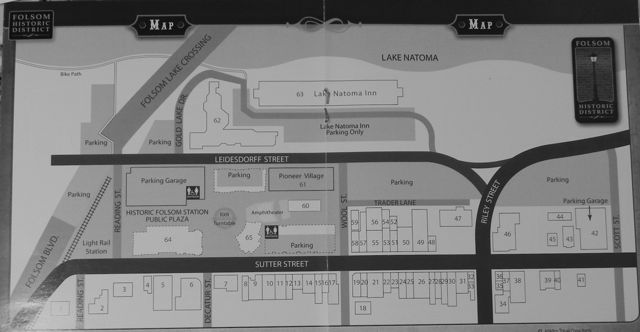 FOLSOM
HISTORIC
DISTRICT
MAP
MAP
FOLSOM
HISTORIC
DISTRICT
LAKE NATOMA
Bike Path
FOLSOM LAKE CROSSING
GOLD LAKE DR.
63 Lake Natoma Inn
62
Lake Natoma Inn
Parking Only
Parking
Parking
LEIDESDORFF STREET
Parking
READING ST.
Parking Garage
Parking
Pioneer Village
61
WOOL ST.
Parking
TRADER LANE
RILEY STREET
Parking
Parking Garage
SCOTT ST.
HISTORIC FOLSOM STATION
PUBLIC PLAZA
Turntable
Amphitheater
60
64
65
Parking
Light Rail
Station
FOLSOM BLVD.
59 56 54 52 47
58 57 55 53 51 50 49 48
46 44 45 43 42
SUTTER STREET
READING ST.
DECATUR ST.
2 3 4 5 6
7 8 9 10 11 12 13 14 15 16 17
18
19 20 21 22 23 24 25 26 27 28 29 30 31 32
33
36 37 38 39 40 41
35
34